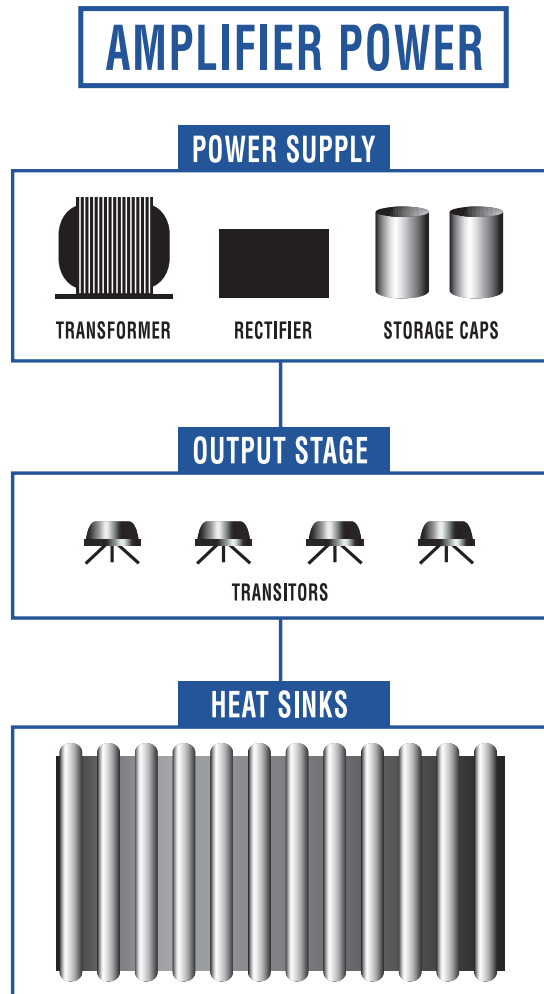 AMPLIFIER POWER
POWER SUPPLY
TRANSFORMER RECTIFIER STORAGE CAPS
OUTPUT STAGE
TRANSITORS
HEAT SINKS